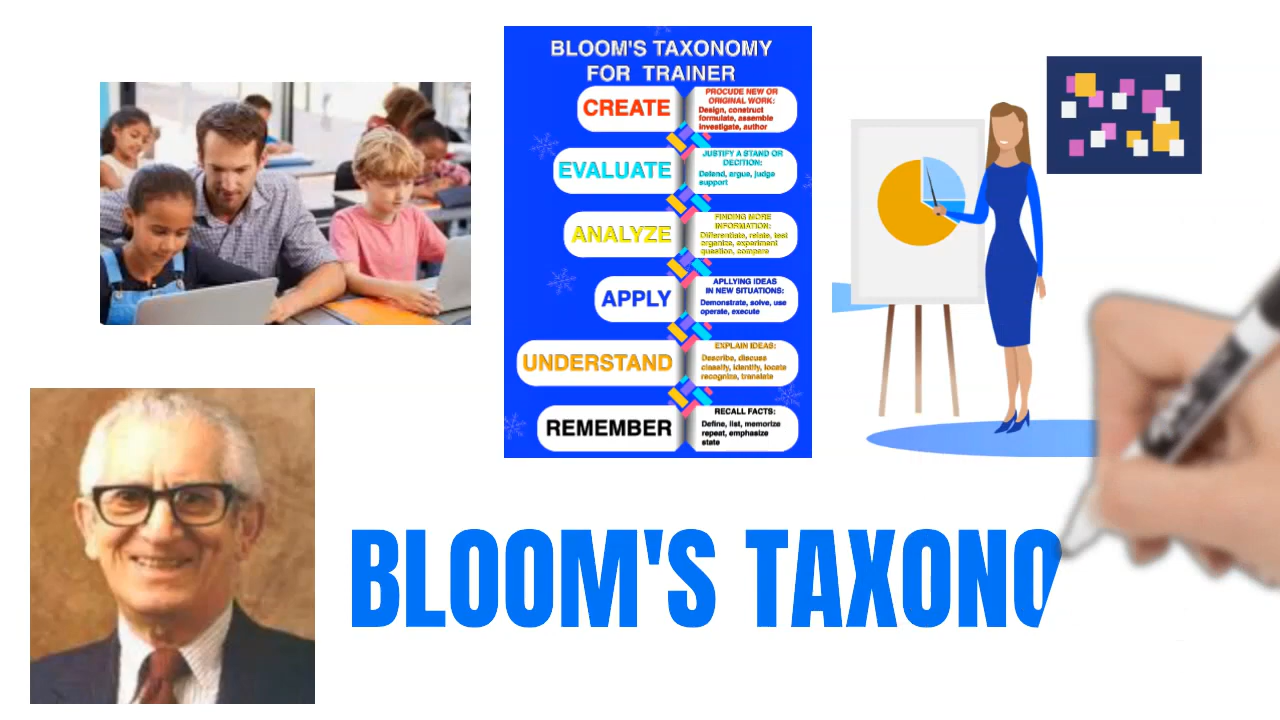 BLOOM'S TAXONOMY
FOR TRAINER
CREATE
PROCUDE NEW OR
ORIGINAL WORK:
Design, construct
formulate, assemble
investigate, author
EVALUATE
JUSTIFY A STAND OR
DECITION:
Defend, argue, judge
support
ANALYZE
FINDING MORE
INFORMATION:
Differentiate, relate, test
organize, experiment
question, compare
APPLY
APLLYING IDEAS
IN NEW SITUATIONS:
Demonstrate, solve, use
operate, execute
UNDERSTAND
EXPLAIN IDEAS:
Describe, discuss
classify, identify, locate
recognize, translate
REMEMBER
RECALL FACTS:
Define, list, memorize
repeat, emphasize
state
BLOOM'S TAXONO